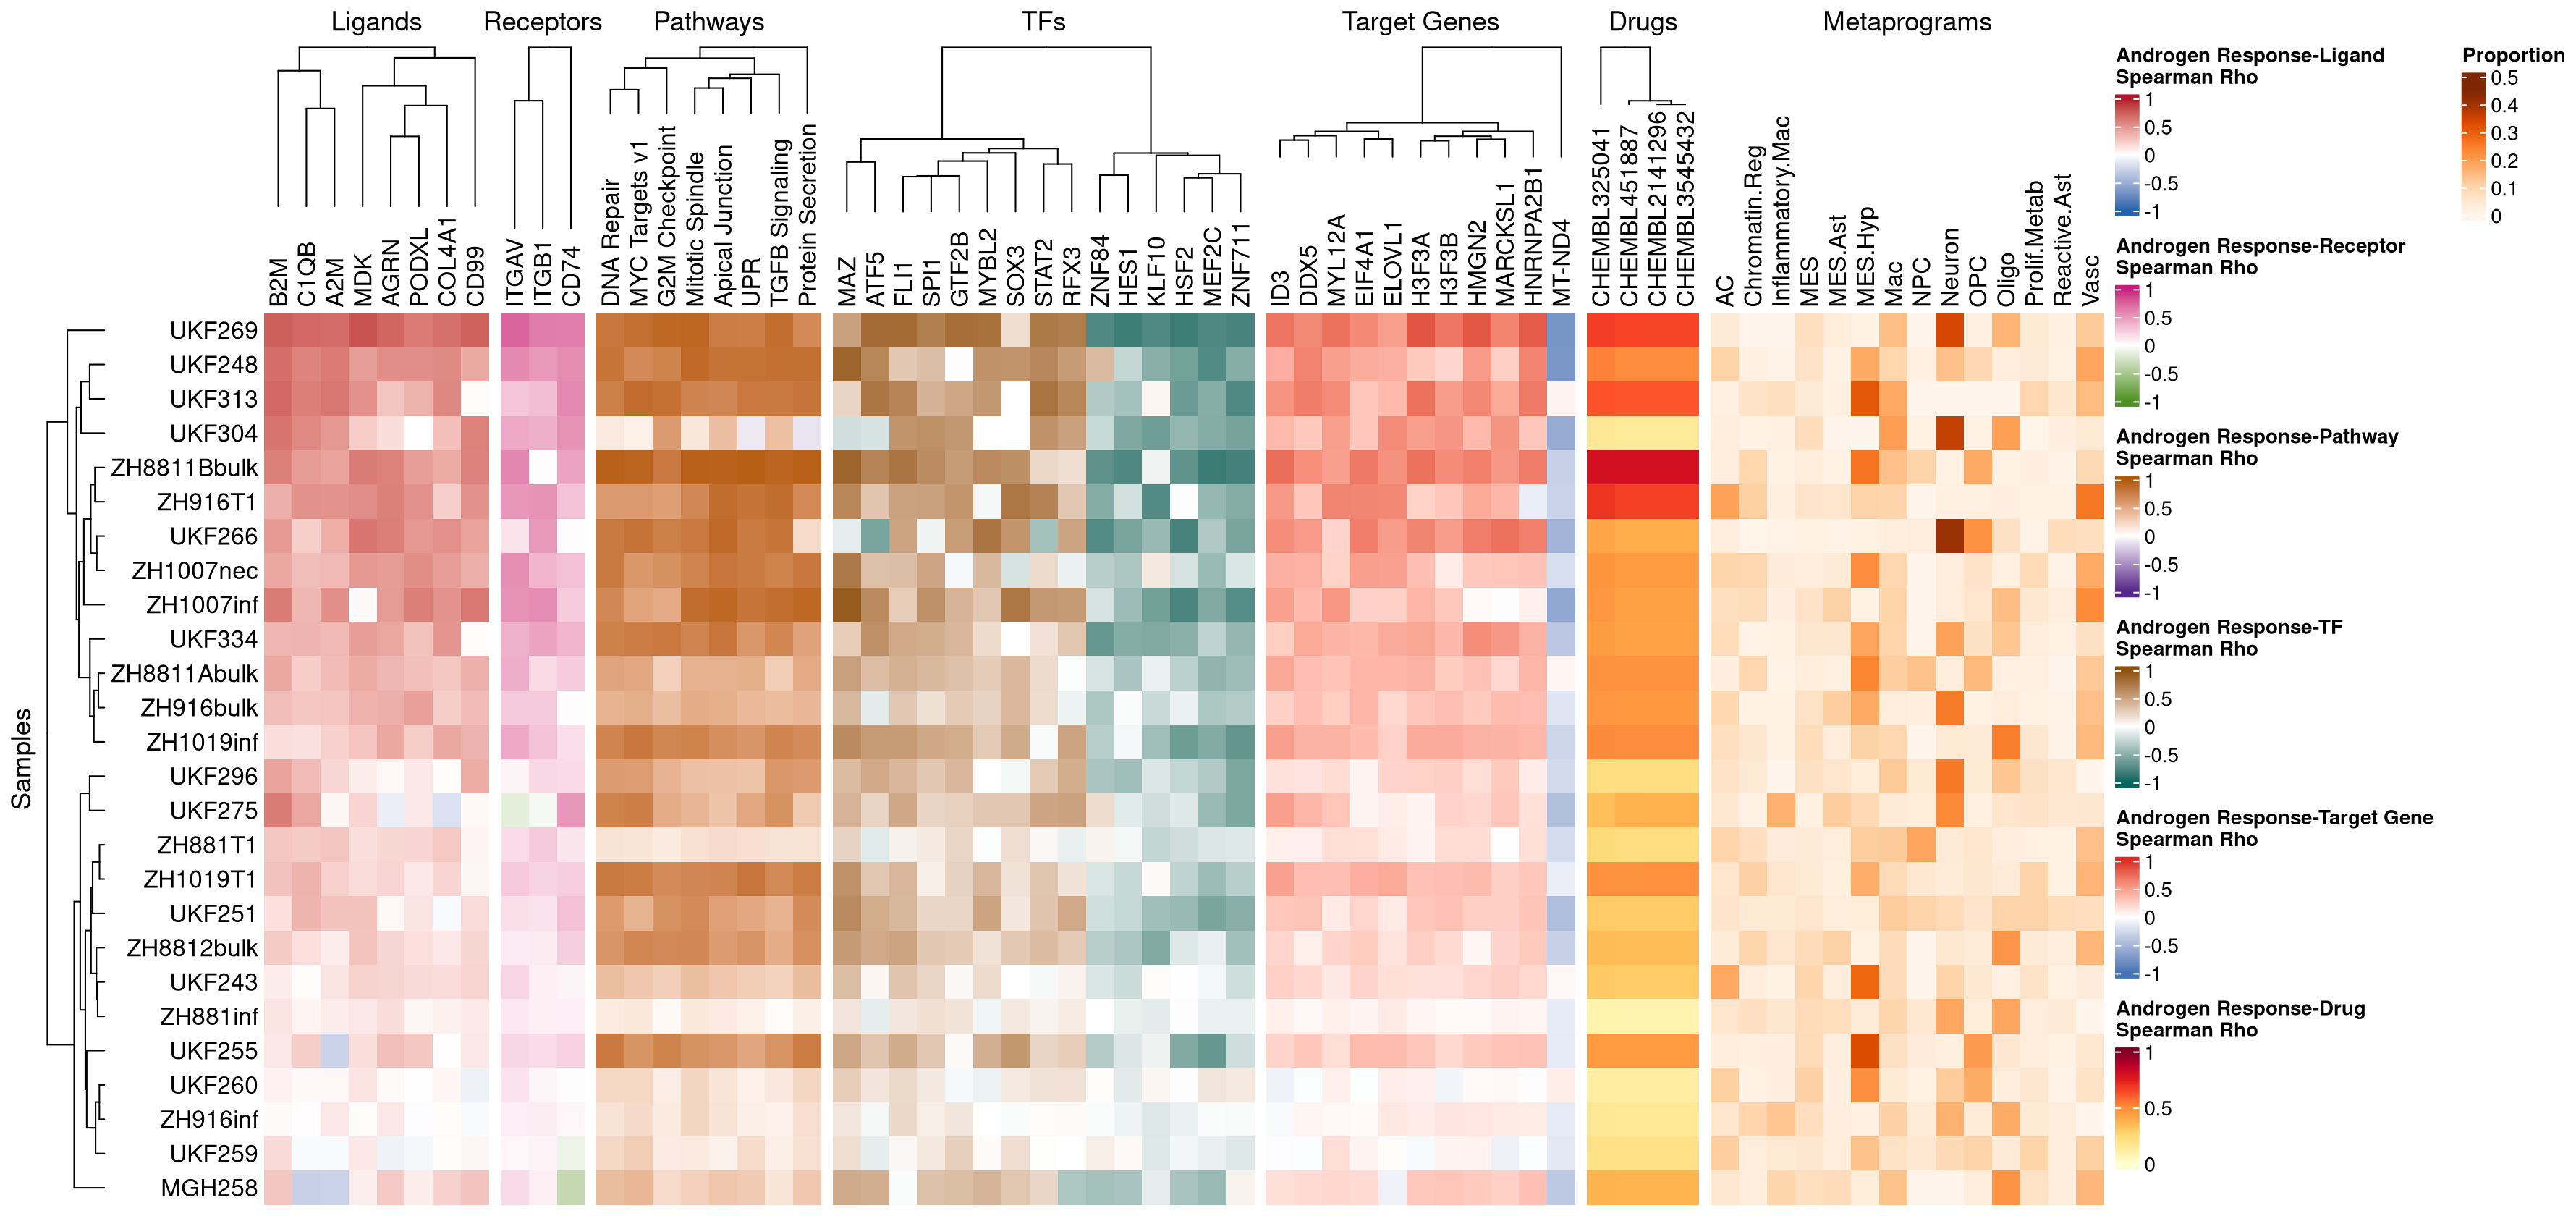 Ligands
Receptors
Pathways
TFs
Target Genes
Drugs
Metaprograms
B2M
C1QB
A2M
MDK
AGRN
PODXL
COL4A1
CD99
ITGAV
ITGB1
CD74
DNA Repair
MYC Targets v1
G2M Checkpoint
Mitotic Spindle
Apical Junction
UPR
TGFB Signaling
Protein Secretion
MAZ
ATF5
FLI1
SPI1
GTF2B
MYBL2
SOX3
STAT2
RFX3
ZNF84
HES1
KLF10
HSF2
MEF2C
ZNF711
ID3
DDX5
MYL12A
EIF4A1
ELOVL1
H3F3A
H3F3B
HMGN2
MARCKSL1
HNRNPA2B1
MT-ND4
CHEMBL325041
CHEMBL451887
CHEMBL2141296
CHEMBL3545432
AC
Chromatin.Reg
Inflammatory.Mac
MES
MES.Ast
MES.Hyp
Mac
NPC
Neuron
OPC
Oligo
Prolif.Metab
Reactive.Ast
Vasc
Samples
UKF269
UKF248
UKF313
UKF304
ZH8811Bbulk
ZH916T1
UKF266
ZH1007nec
ZH1007inf
UKF334
ZH8811Abulk
ZH916bulk
ZH1019inf
UKF296
UKF275
ZH881T1
ZH1019T1
UKF251
ZH8812bulk
UKF243
ZH881inf
UKF255
UKF260
ZH916inf
UKF259
MGH258
Androgen Response-Ligand
Spearman Rho
1
0.5
0
-0.5
-1
Androgen Response-Receptor
Spearman Rho
1
0.5
0
-0.5
-1
Androgen Response-Pathway
Spearman Rho
1
0.5
0
-0.5
-1
Androgen Response-TF
Spearman Rho
1
0.5
0
-0.5
-1
Androgen Response-Target Gene
Spearman Rho
1
0.5
0
-0.5
-1
Androgen Response-Drug
Spearman Rho
1
0.5
0
Proportion
0.5
0.4
0.3
0.2
0.1
0